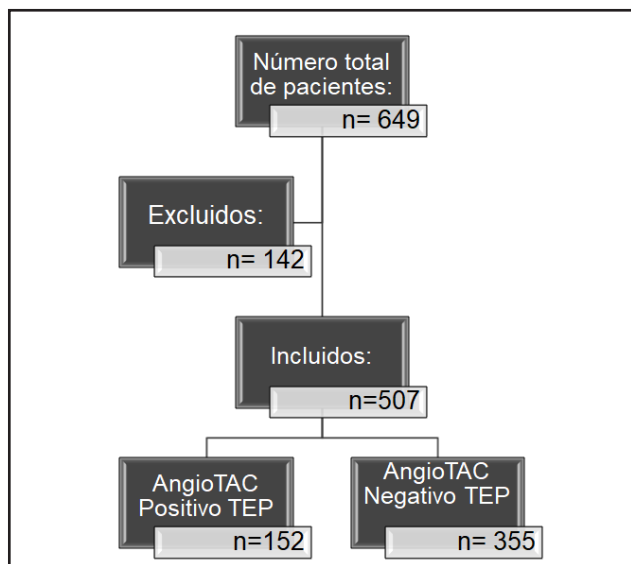 Número total
de pacientes:
n= 649
Excluidos:
n= 142
Incluidos:
n=507
AngioTAC
Positivo TEP
n=152
AngioTAC
Negativo TEP
n= 355